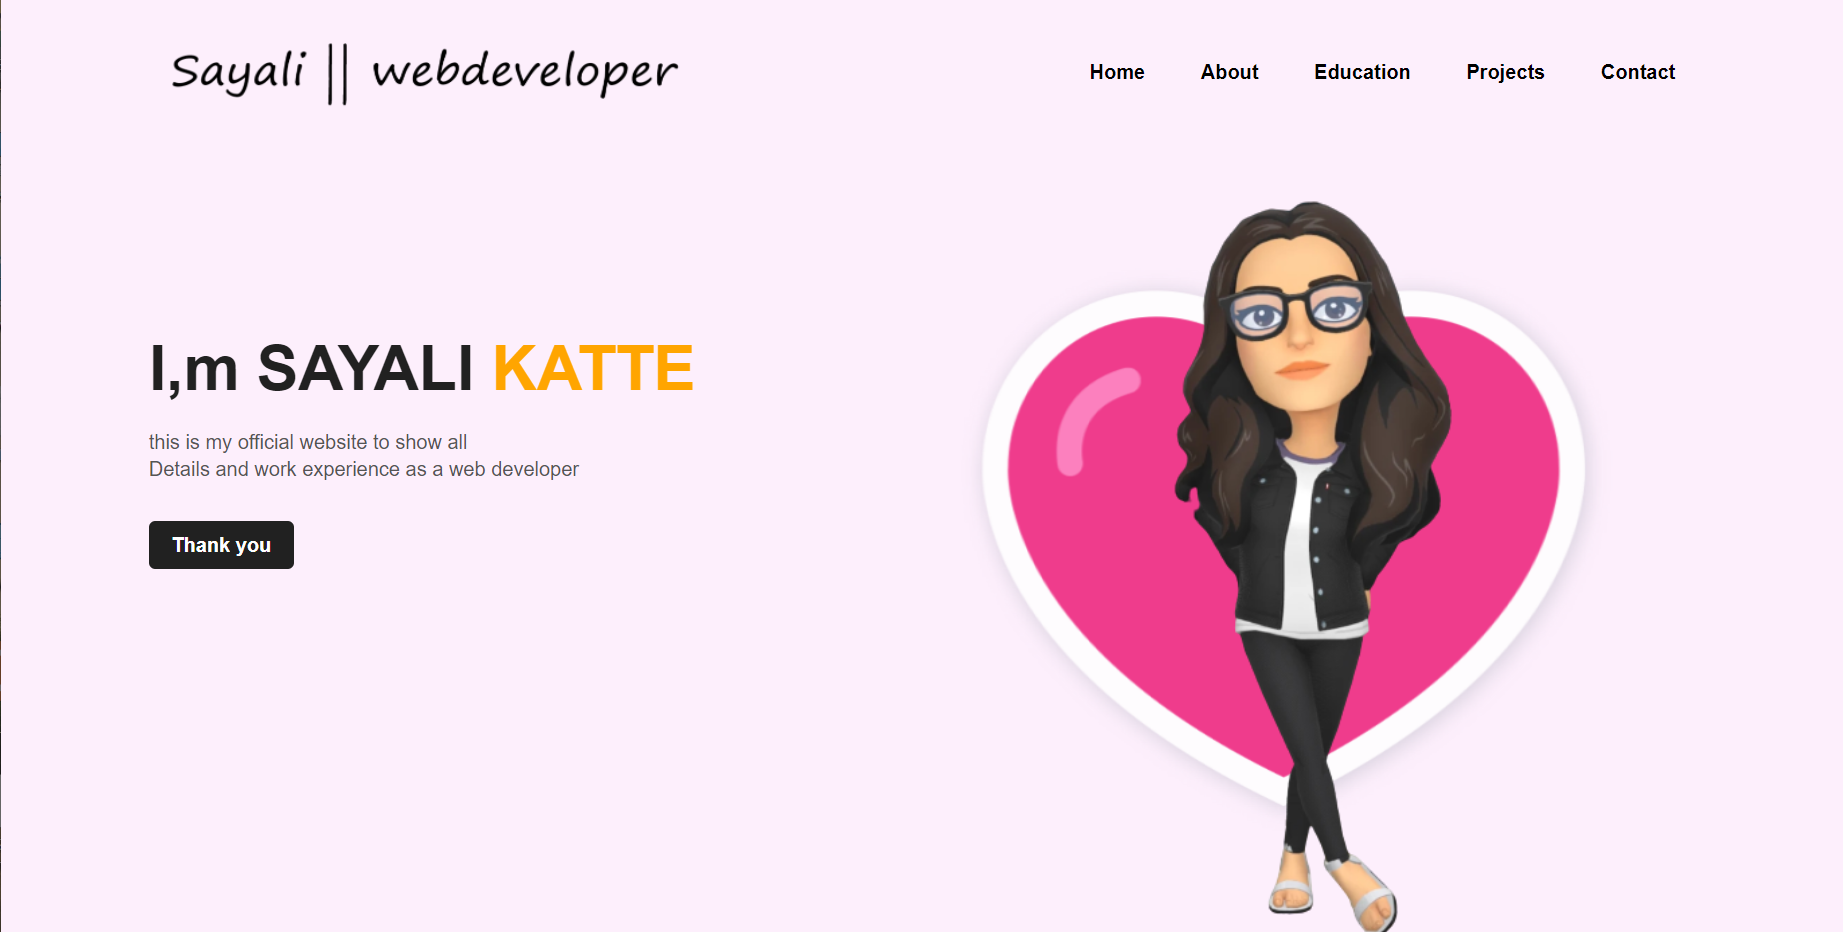 Sayali || webdeveloper
Home About Education Projects Contact
I,m SAYALI KATTE
this is my official website to show all
Details and work experience as a web developer
Thank you